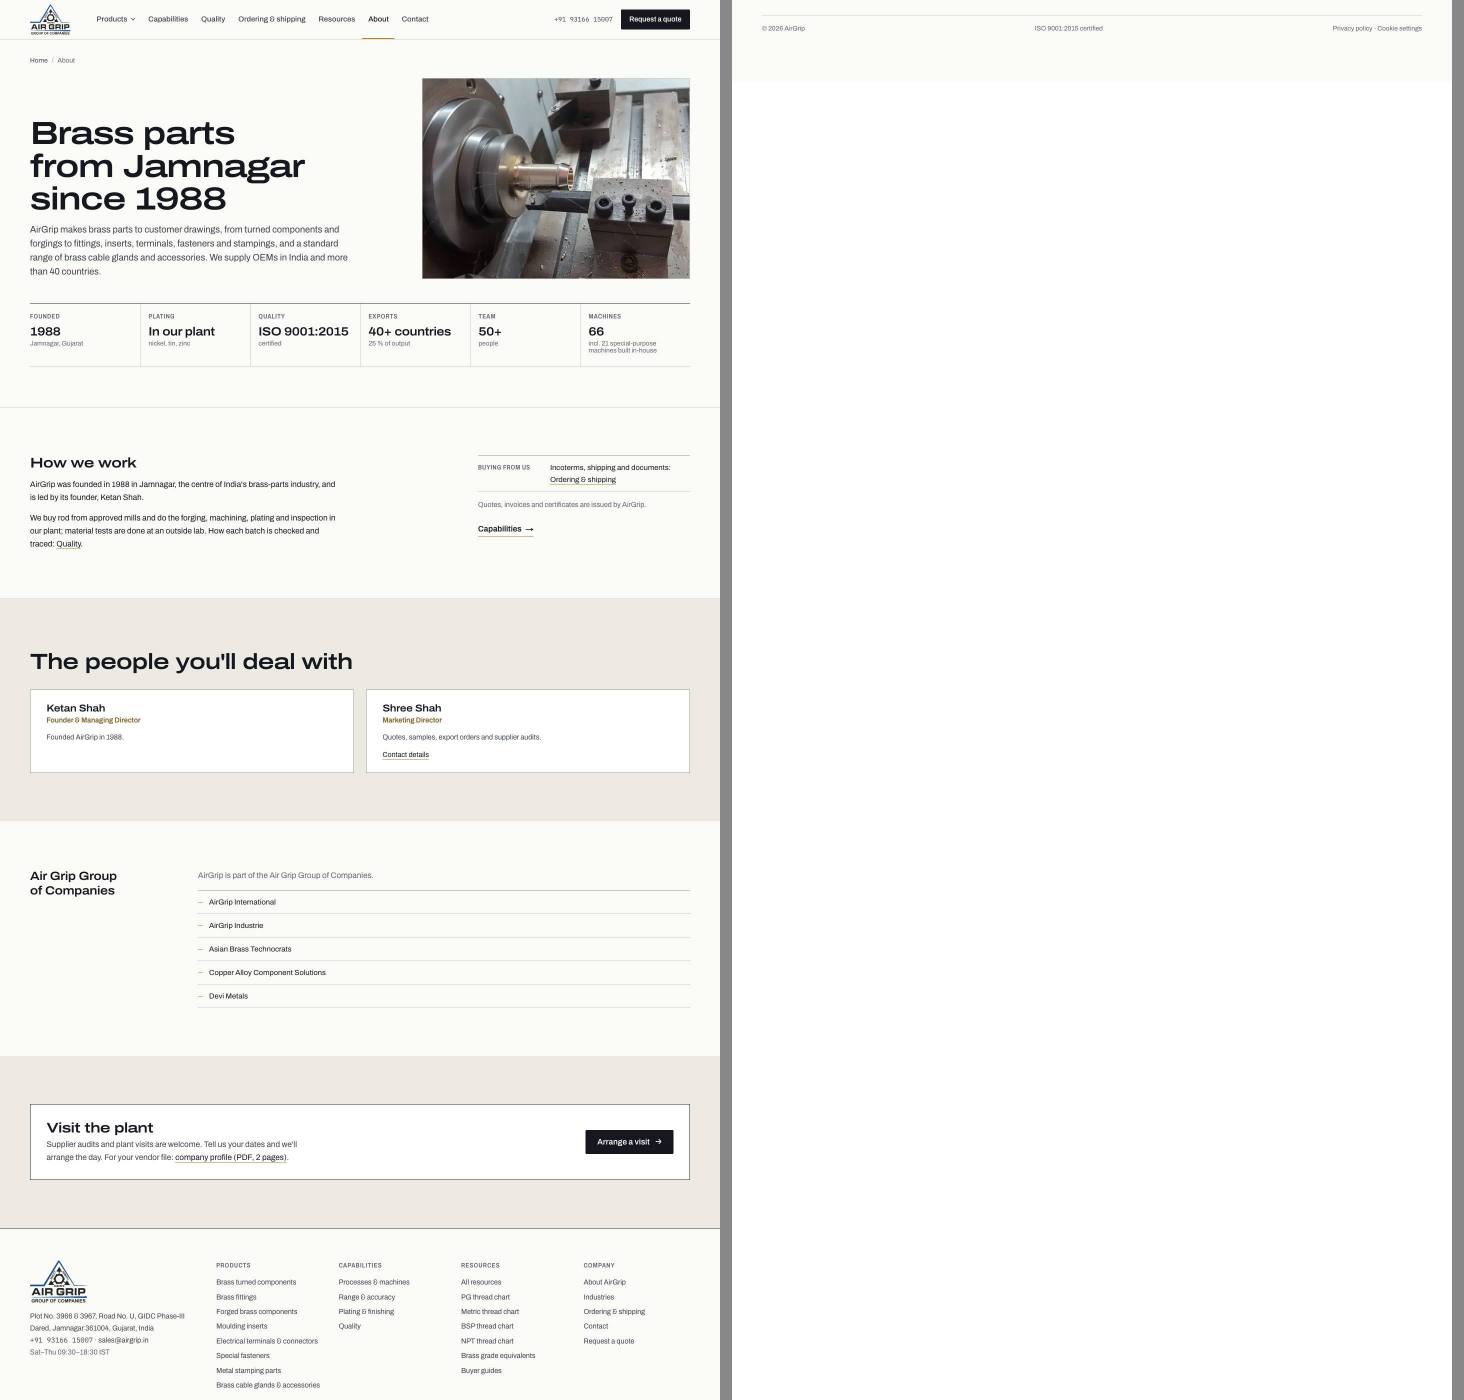 AIR GRIP
GROUP OF COMPANIES
Products
Capabilities
Quality
Ordering & shipping
Resources
About
Contact
+91 93166 15007
Request a quote
Home / About
Brass parts
from Jamnagar
since 1988
AirGrip makes brass parts to customer drawings, from turned components and
forgings to fittings, inserts, terminals, fasteners and stampings, and a standard
range of brass cable glands and accessories. We supply OEMs in India and more
than 40 countries.
FOUNDED
1988
Jamnagar, Gujarat
PLATING
In our plant
nickel, tin, zinc
QUALITY
ISO 9001:2015
certified
EXPORTS
40+ countries
25 % of output
TEAM
50+
people
MACHINES
66
incl. 21 special-purpose
machines built in-house
How we work
AirGrip was founded in 1988 in Jamnagar, the centre of India's brass-parts industry, and
is led by its founder, Ketan Shah.
We buy rod from approved mills and do the forging, machining, plating and inspection in
our plant; material tests are done at an outside lab. How each batch is checked and
traced: Quality.
BUYING FROM US
Incoterms, shipping and documents:
Ordering & shipping
Quotes, invoices and certificates are issued by AirGrip.
Capabilities →
The people you'll deal with
Ketan Shah
Founder & Managing Director
Founded AirGrip in 1988.
Shree Shah
Marketing Director
Quotes, samples, export orders and supplier audits.
Contact details
Air Grip Group
of Companies
AirGrip is part of the Air Grip Group of Companies.
– AirGrip International
– AirGrip Industrie
– Asian Brass Technocrats
– Copper Alloy Component Solutions
– Devi Metals
Visit the plant
Supplier audits and plant visits are welcome. Tell us your dates and we'll
arrange the day. For your vendor file: company profile (PDF, 2 pages).
Arrange a visit →
AIR GRIP
GROUP OF COMPANIES
Plot No. 3966 & 3967, Road No. U, GIDC Phase-III
Dared, Jamnagar 361004, Gujarat, India
+91 93166 15007 · sales@airgrip.in
Sat–Thu 09:30–18:30 IST
PRODUCTS
Brass turned components
Brass fittings
Forged brass components
Moulding inserts
Electrical terminals & connectors
Special fasteners
Metal stamping parts
Brass cable glands & accessories
CAPABILITIES
Processes & machines
Range & accuracy
Plating & finishing
Quality
RESOURCES
All resources
PG thread chart
Metric thread chart
BSP thread chart
NPT thread chart
Brass grade equivalents
Buyer guides
COMPANY
About AirGrip
Industries
Ordering & shipping
Contact
Request a quote
© 2026 AirGrip
ISO 9001:2015 certified
Privacy policy · Cookie settings